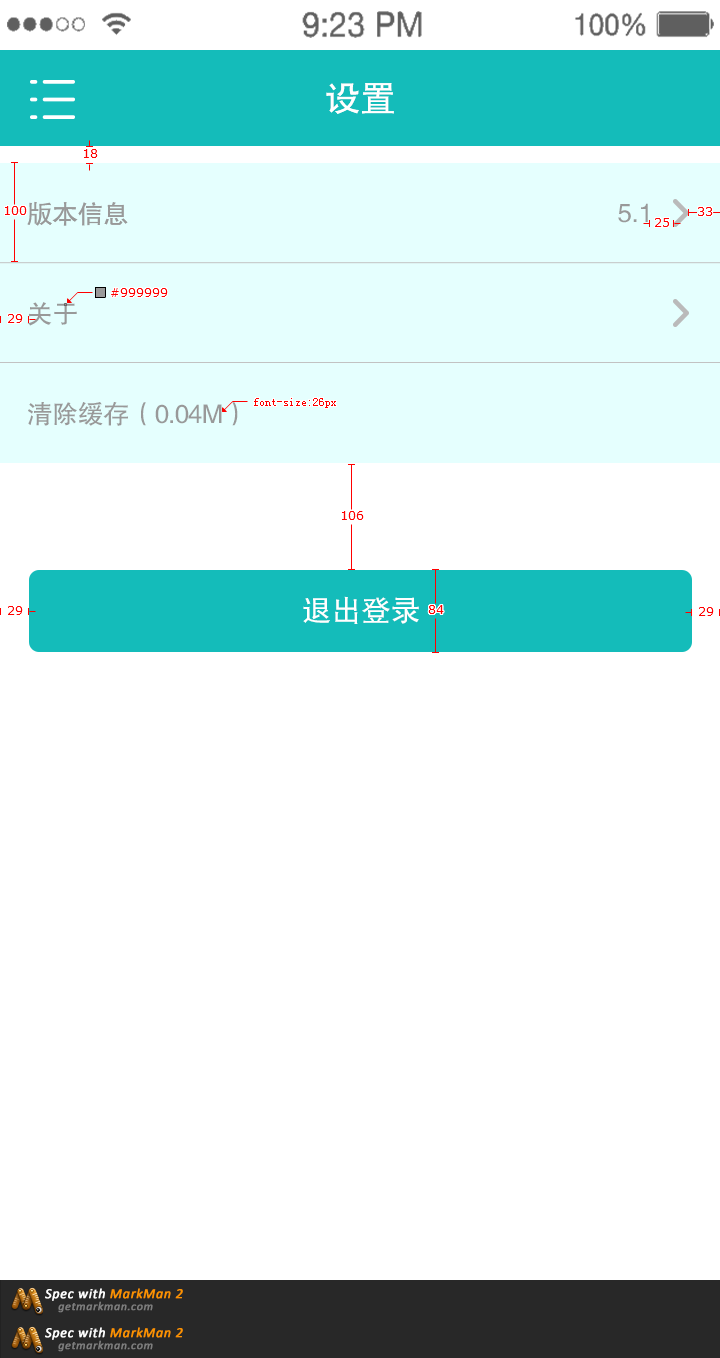 9:23 PM 100%
设置
18
100 版本信息 5.1 25 33
#999999
29 关于
清除缓存（0.04M） font-size:26px
106
29 退出登录 84 29
Spec with MarkMan 2
getmarkman.com
Spec with MarkMan 2
getmarkman.com